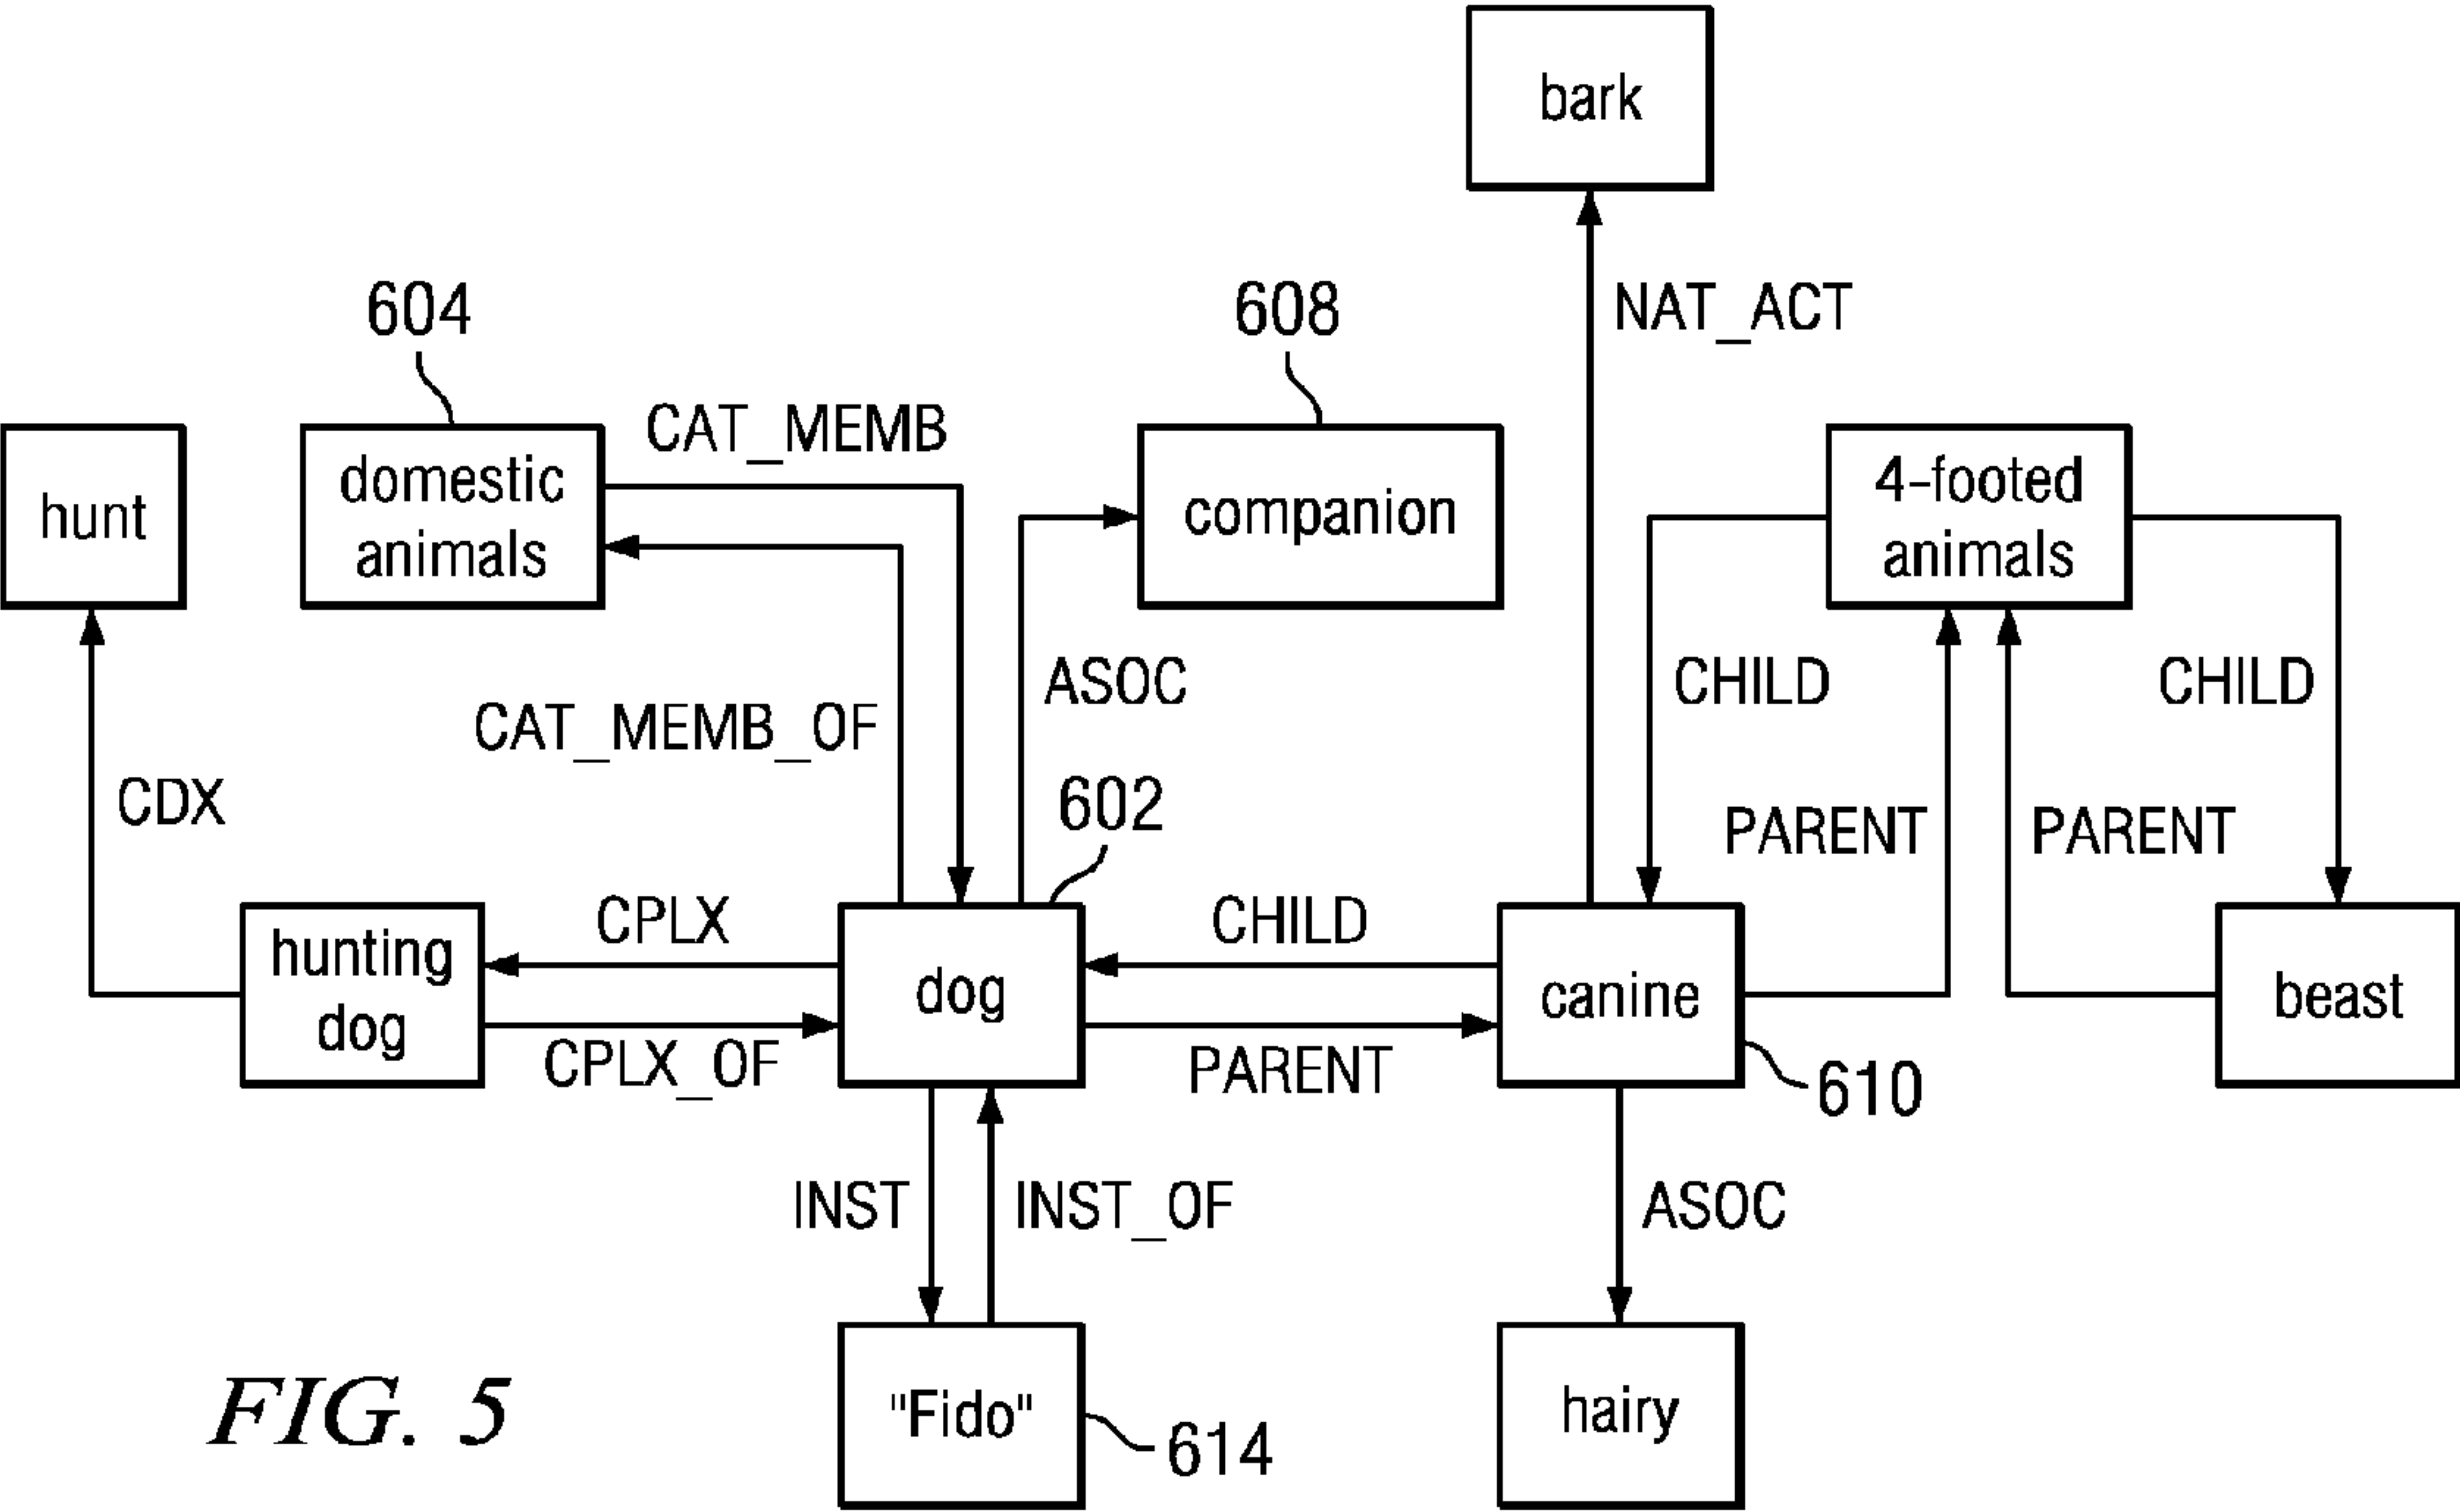 bark
NAT_ACT
604
608
CAT_MEMB
hunt
domestic
animals
companion
4-footed
animals
CAT_MEMB_OF
ASOC
CHILD
CHILD
CDX
602
PARENT
PARENT
CPLX
CHILD
hunting
dog
dog
canine
beast
CPLX_OF
PARENT
610
INST
INST_OF
ASOC
"Fido"
hairy
614
FIG. 5